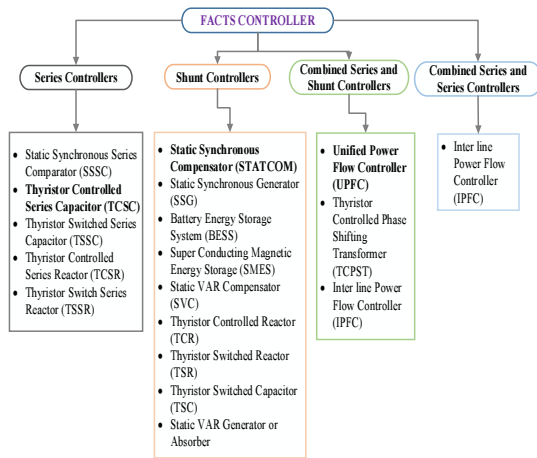 FACTS CONTROLLER
Series Controllers
Shunt Controllers
Combined Series and
Shunt Controllers
Combined Series and
Series Controllers
• Static Synchronous Series
Comparator (SSSC)
• Thyristor Controlled
Series Capacitor (TCSC)
• Thyristor Switched Series
Capacitor (TSSC)
• Thyristor Controlled
Series Reactor (TCSR)
• Thyristor Switch Series
Reactor (TSSR)
• Static Synchronous
Compensator (STATCOM)
• Static Synchronous Generator
(SSG)
• Battery Energy Storage
System (BESS)
• Super Conducting Magnetic
Energy Storage (SMES)
• Static VAR Compensator
(SVC)
• Thyristor Controlled Reactor
(TCR)
• Thyristor Switched Reactor
(TSR)
• Thyristor Switched Capacitor
(TSC)
• Static VAR Generator or
Absorber
• Unified Power
Flow Controller
(UPFC)
• Thyristor
Controlled Phase
Shifting
Transformer
(TCPST)
• Inter line Power
Flow Controller
(IPFC)
• Inter line
Power Flow
Controller
(IPFC)